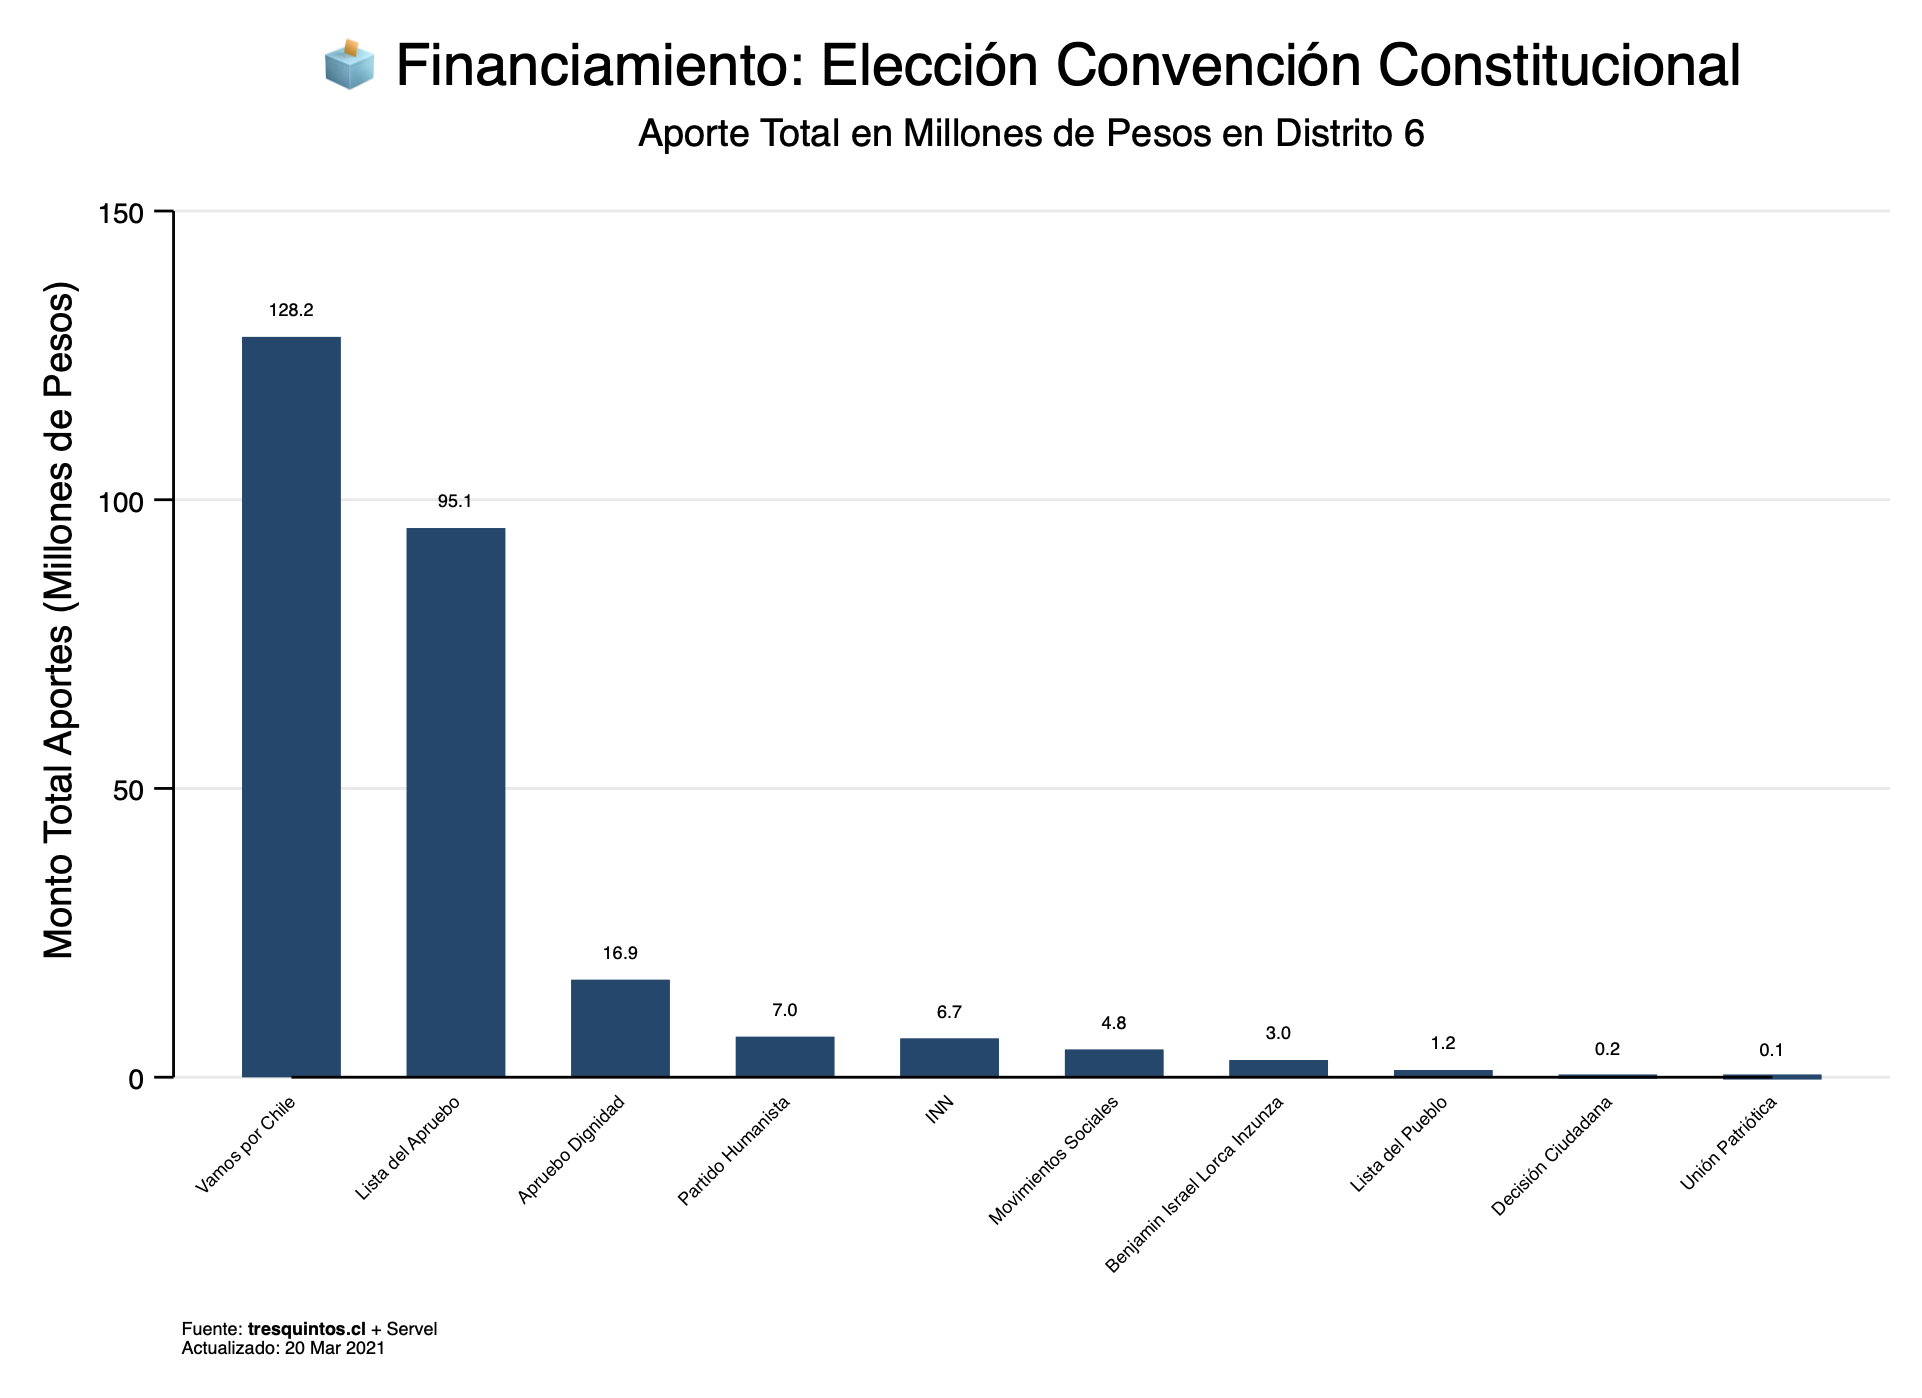 Financiamiento: Elección Convención Constitucional
Aporte Total en Millones de Pesos en Distrito 6
Monto Total Aportes (Millones de Pesos)
150
100
50
0
128.2
95.1
16.9
7.0
6.7
4.8
3.0
1.2
0.2
0.1
Vamos por Chile
Lista del Apruebo
Apruebo Dignidad
Partido Humanista
INN
Movimientos Sociales
Benjamin Israel Lorca Inzunza
Lista del Pueblo
Decisión Ciudadana
Unión Patriótica
Fuente: tresquintos.cl + Servel
Actualizado: 20 Mar 2021